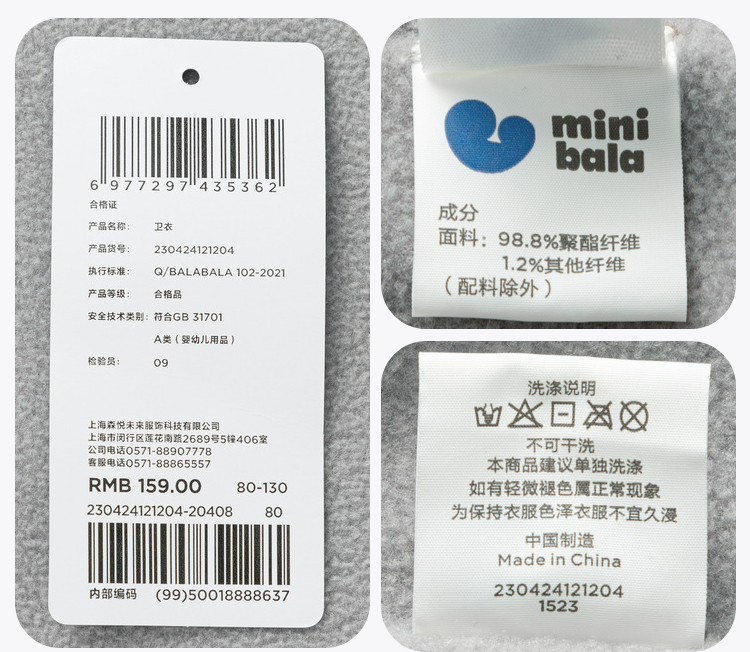 6 977297 435362
合格证
产品名称： 卫衣
产品货号： 230424121204
执行标准： Q/BALABALA 102-2021
产品等级： 合格品
安全技术类别：符合GB 31701
A类（婴幼儿用品）
检验员： 09
上海森悦未来服饰科技有限公司
上海市闵行区莲花南路2689号5幢406室
公司电话0571-88907778
客服电话0571-88865557
RMB 159.00 80-130
230424121204-20408 80
内部编码 (99)50018888637
mini
bala
成分
面料：98.8%聚酯纤维
1.2%其他纤维
（配料除外）
洗涤说明
不可干洗
本商品建议单独洗涤
如有轻微褪色属正常现象
为保持衣服色泽衣服不宜久浸
中国制造
Made in China
230424121204
1523